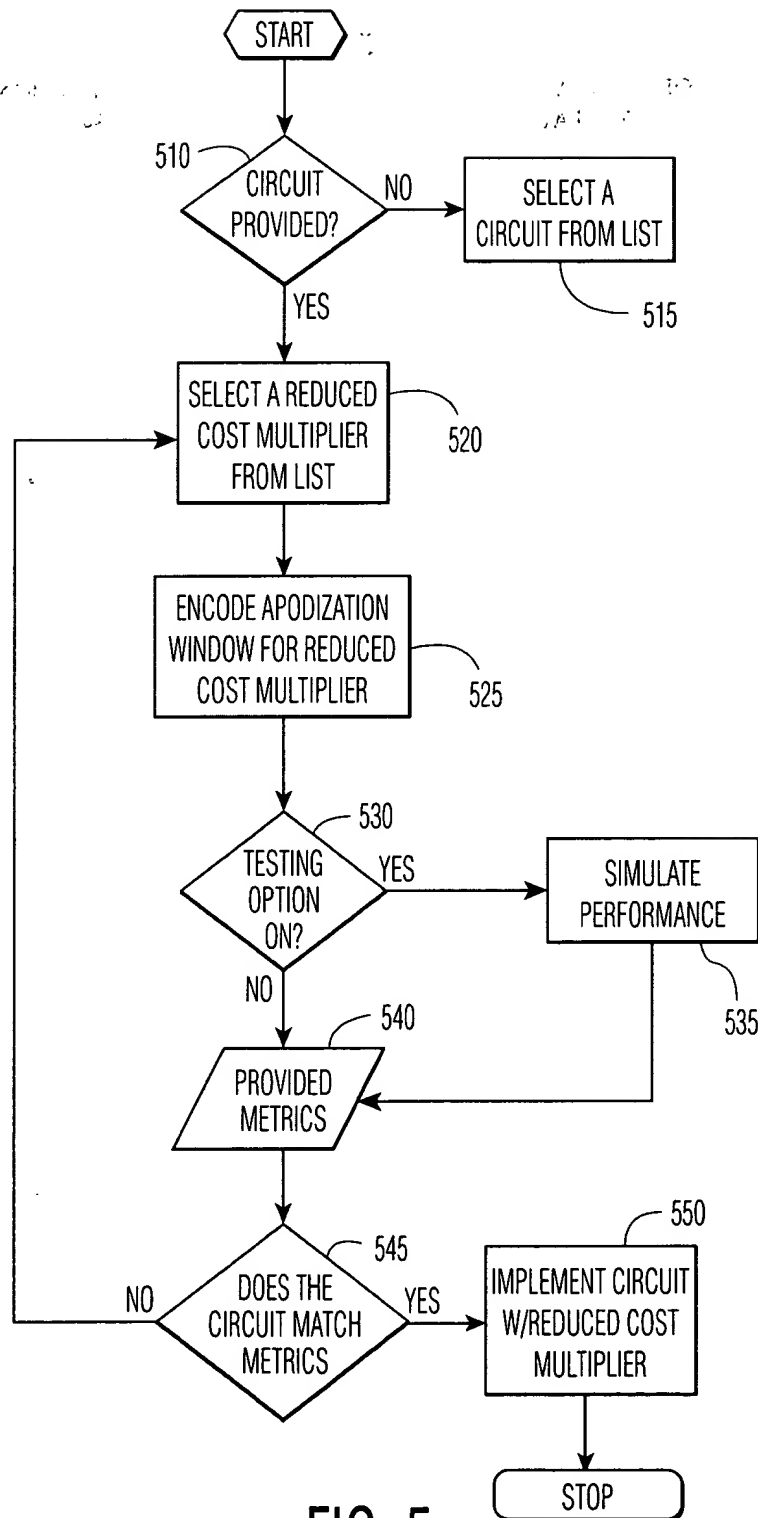 START
510
CIRCUIT
PROVIDED?
NO
SELECT A
CIRCUIT FROM LIST
515
YES
SELECT A REDUCED
COST MULTIPLIER
FROM LIST
520
ENCODE APODIZATION
WINDOW FOR REDUCED
COST MULTIPLIER
525
530
TESTING
OPTION
ON?
YES
SIMULATE
PERFORMANCE
535
NO
540
PROVIDED
METRICS
545
DOES THE
CIRCUIT MATCH
METRICS
NO
YES
550
IMPLEMENT CIRCUIT
W/REDUCED COST
MULTIPLIER
STOP
FIG. 5